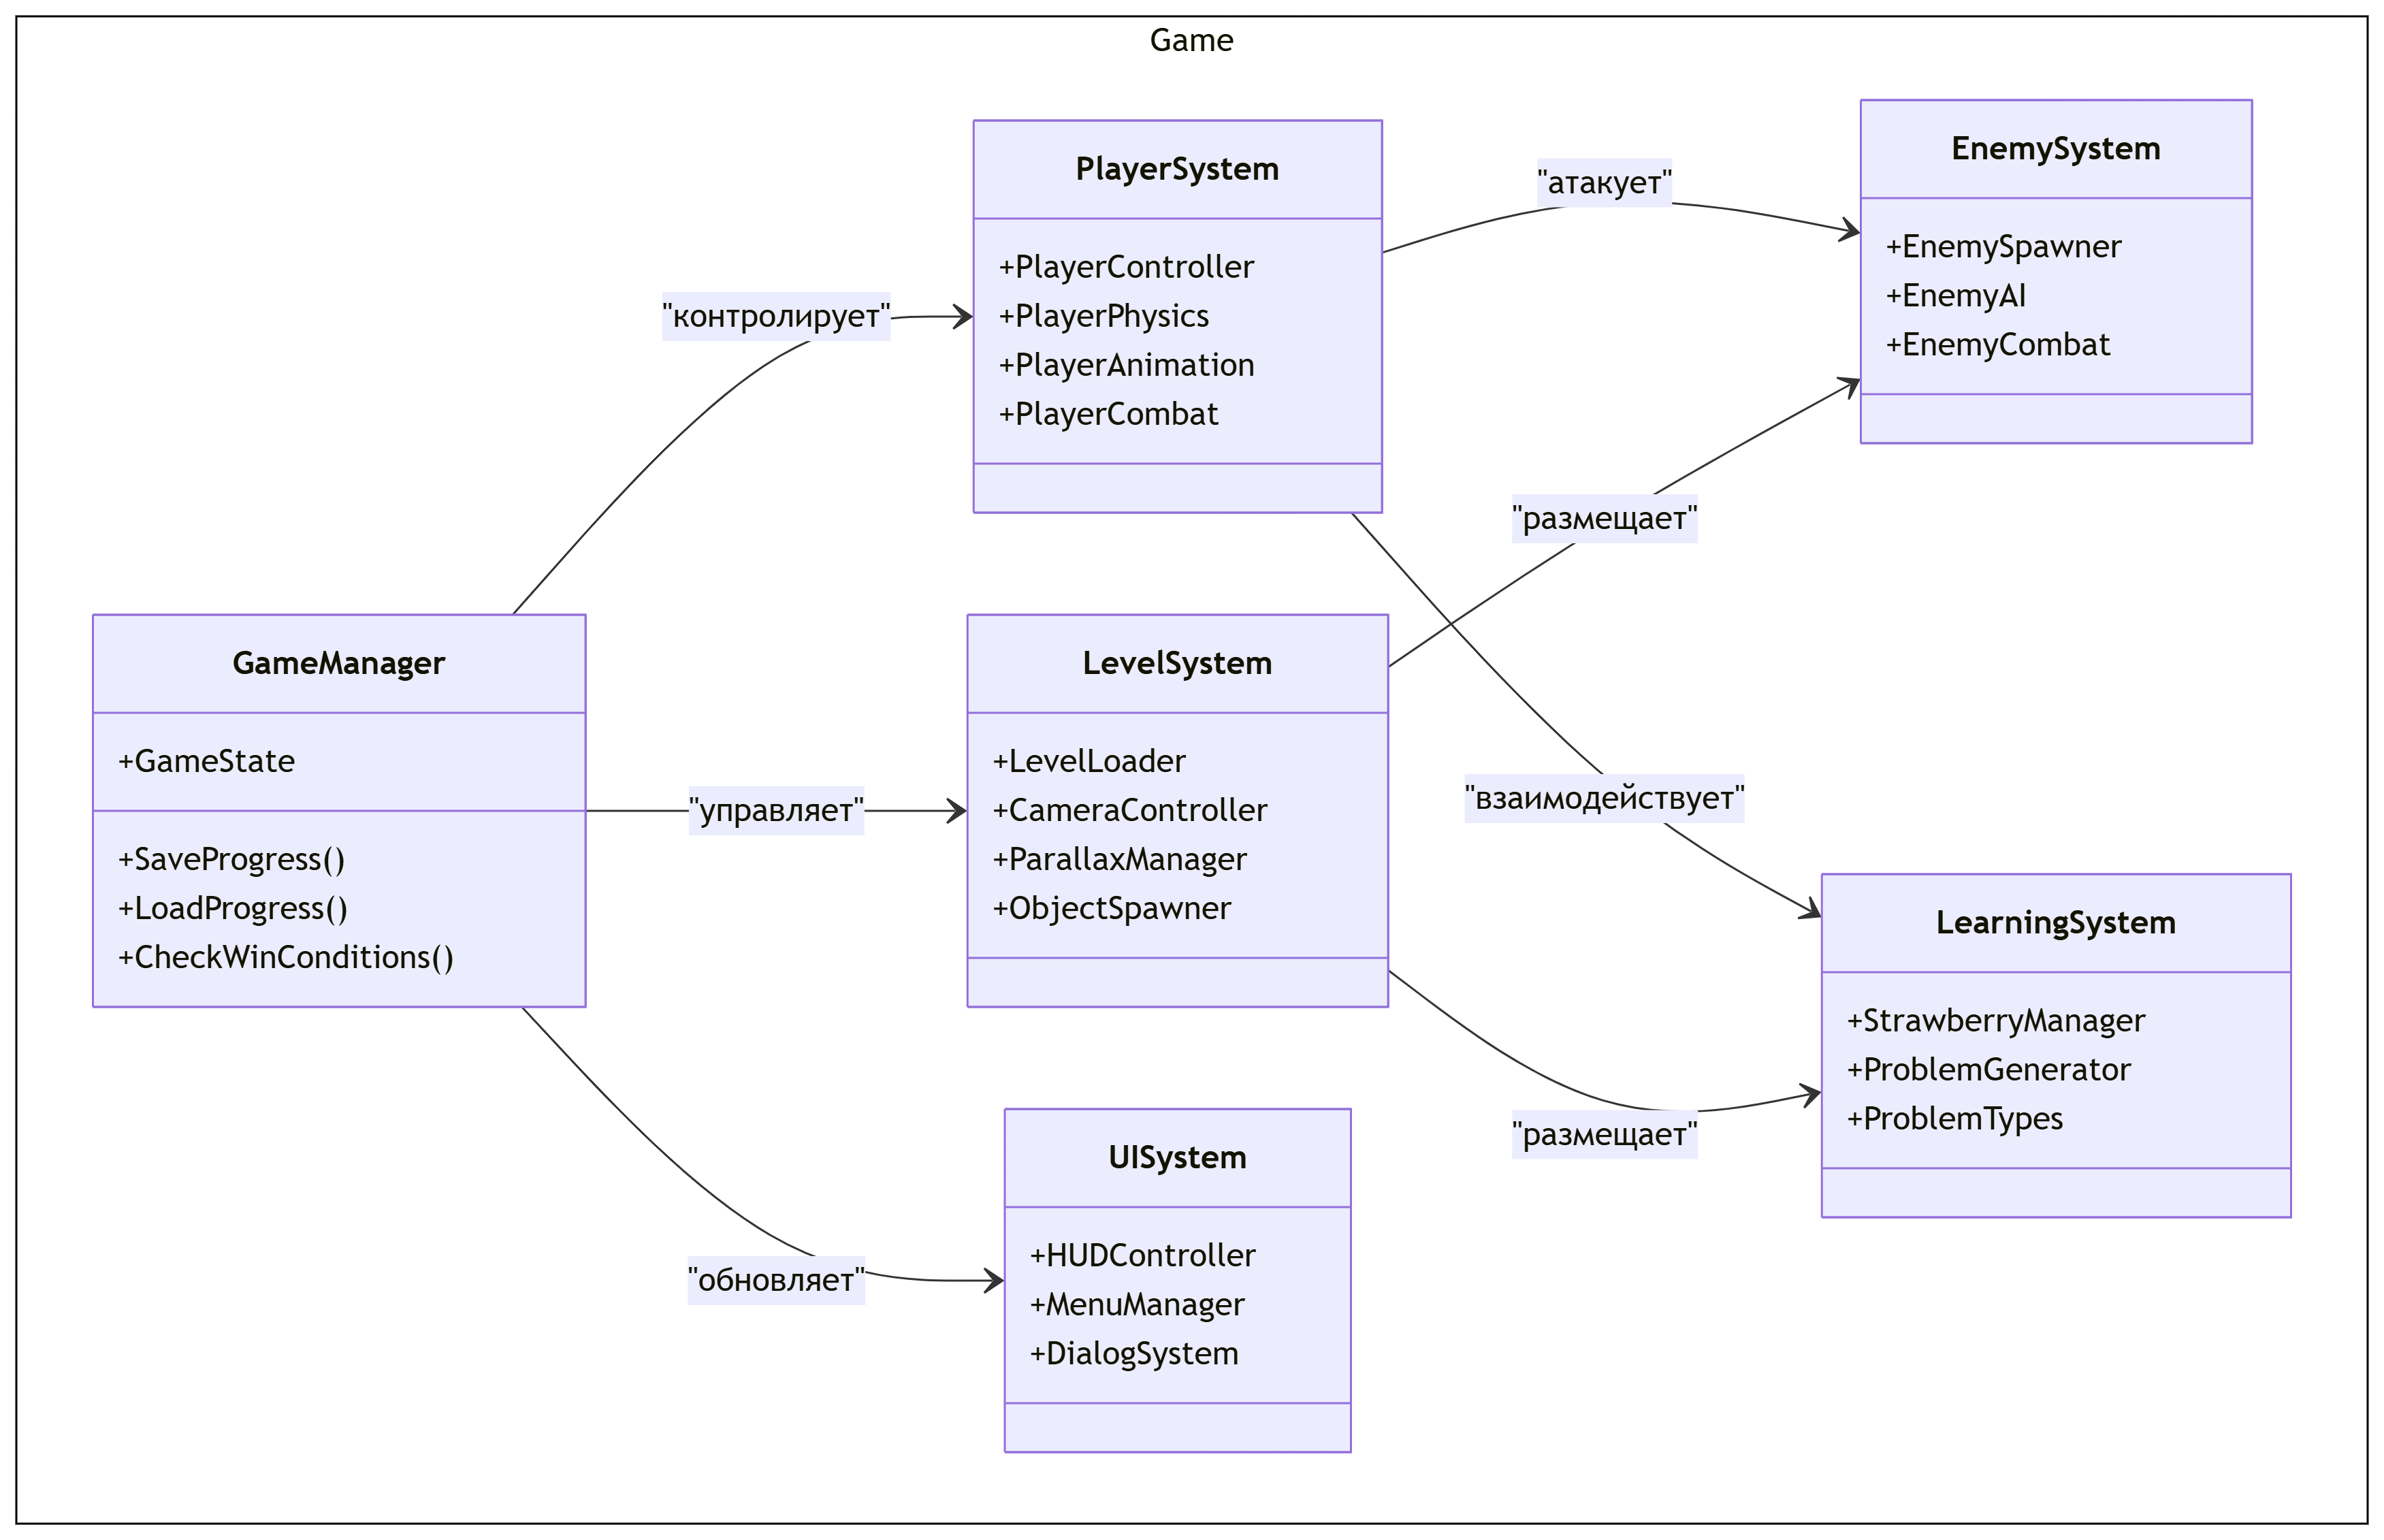 Game
GameManager
+GameState
+SaveProgress()
+LoadProgress()
+CheckWinConditions()
"контролирует"
"управляет"
"обновляет"
PlayerSystem
+PlayerController
+PlayerPhysics
+PlayerAnimation
+PlayerCombat
LevelSystem
+LevelLoader
+CameraController
+ParallaxManager
+ObjectSpawner
UISystem
+HUDController
+MenuManager
+DialogSystem
"атакует"
"размещает"
"взаимодействует"
"размещает"
EnemySystem
+EnemySpawner
+EnemyAI
+EnemyCombat
LearningSystem
+StrawberryManager
+ProblemGenerator
+ProblemTypes